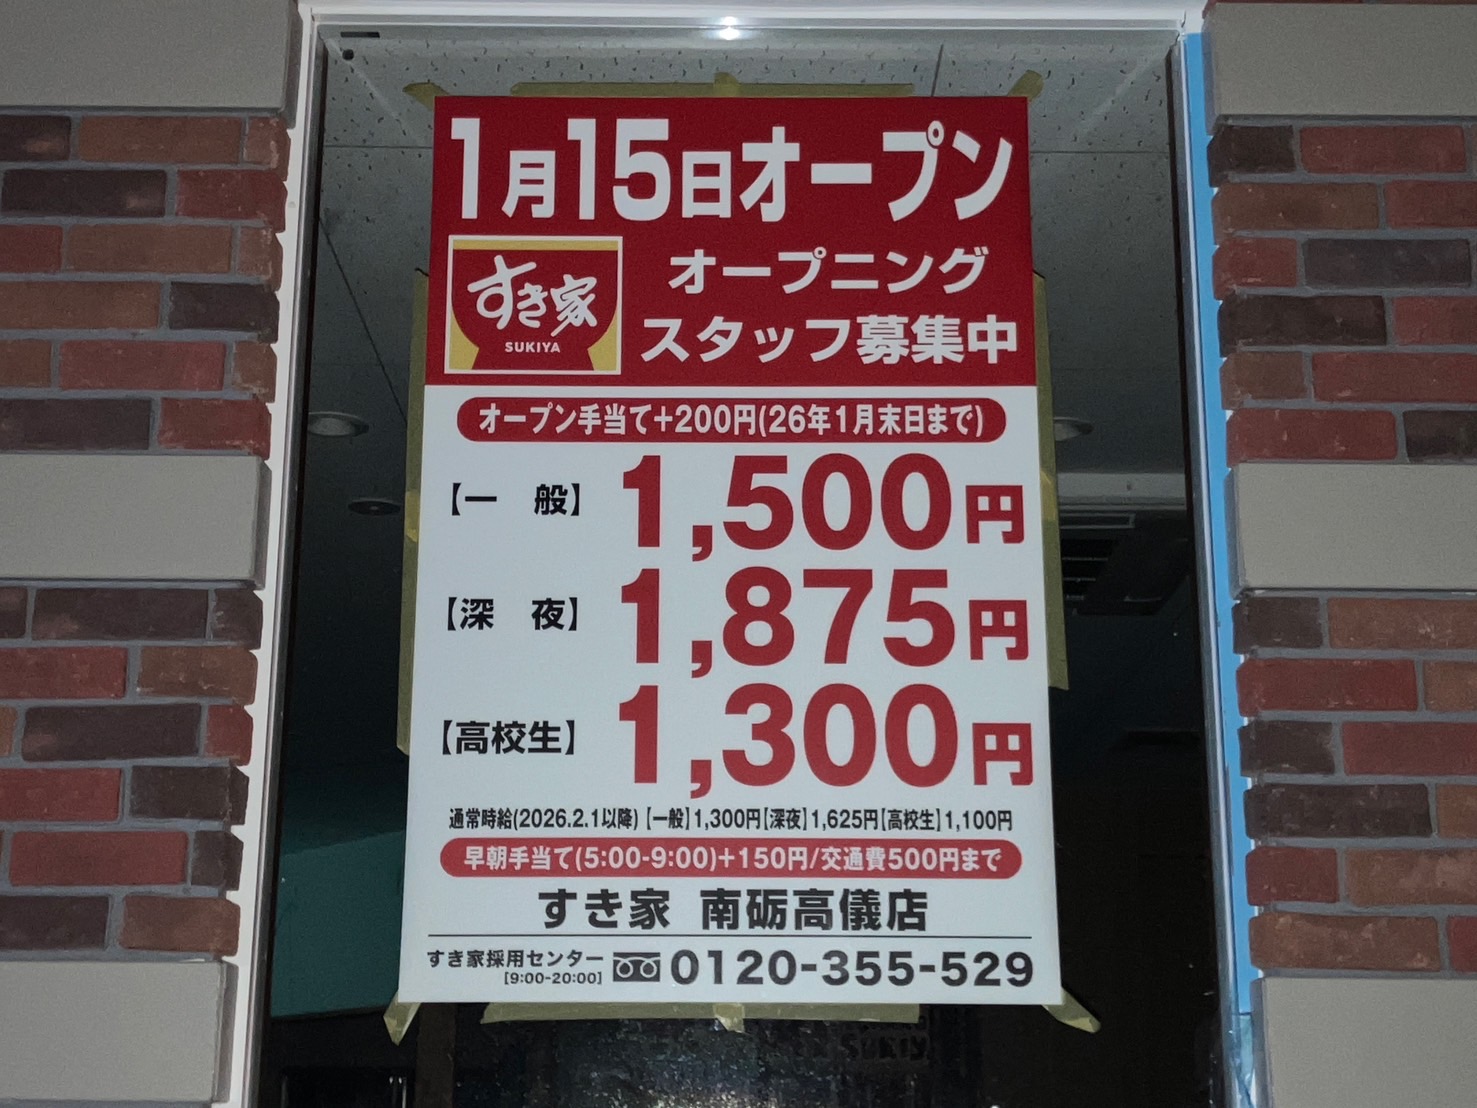 1月15日オープン
すき家
SUKIYA
オープニング
スタッフ募集中
オープン手当て+200円(26年1月末日まで)
【一 般】 1,500円
【深 夜】 1,875円
【高校生】 1,300円
通常時給(2026.2.1以降)【一般】1,300円【深夜】1,625円【高校生】1,100円
早朝手当て(5:00-9:00)+150円/交通費500円まで
すき家 南砺高儀店
すき家採用センター
[9:00-20:00]
0120-355-529